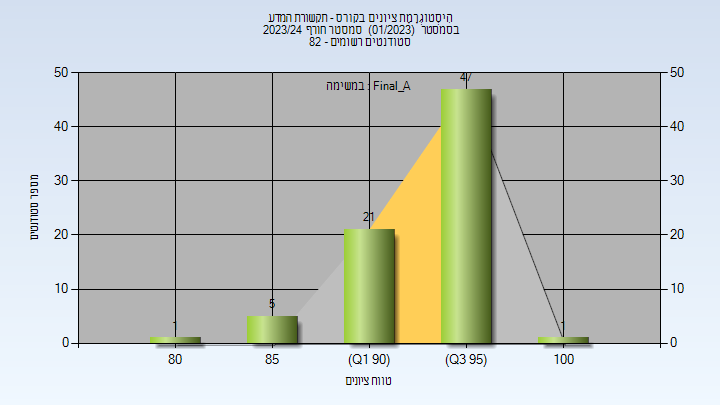 הִיסְטוֹגְרָמַת ציונים בקורס - תקשורת המדע
בסמסטר (01/2023) סמסטר חורף 2023/24
סטודנטים רשומים - 82
במשימה : Final_A
מספר סטודנטים
50 50
40 40
30 30
20 20
10 10
0 0
1 5 21 47 1
80 85 (Q1 90) (Q3 95) 100
טווח ציונים